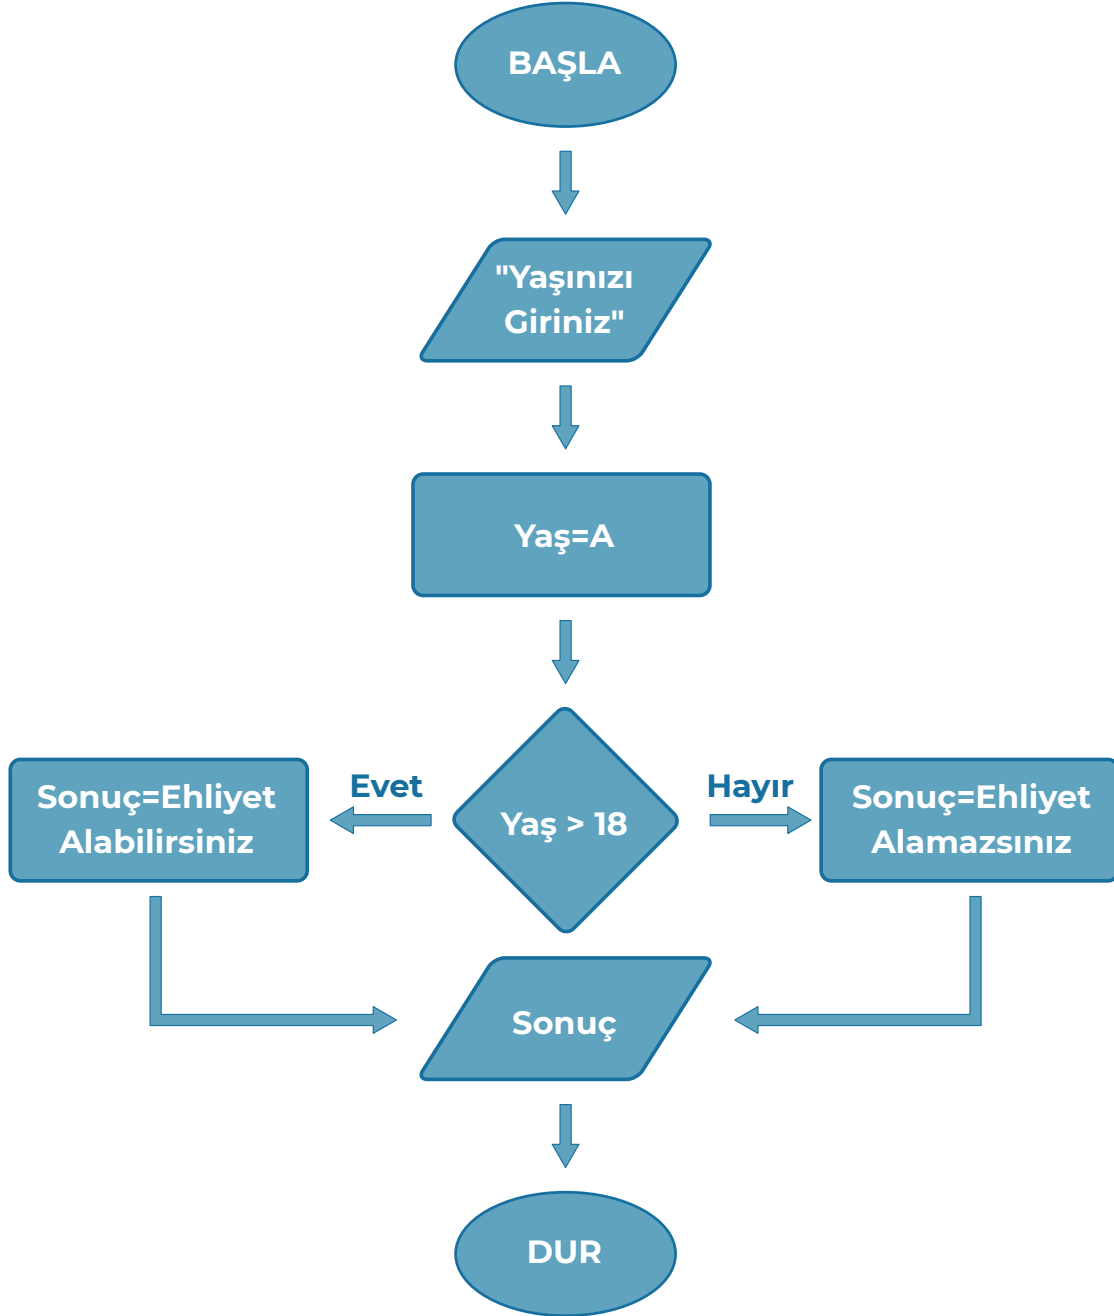 BAŞLA
"Yaşınızı
Giriniz"
Yaş=A
Evet
Hayır
Sonuç=Ehliyet
Alabilirsiniz
Yaş > 18
Sonuç=Ehliyet
Alamazsınız
Sonuç
DUR